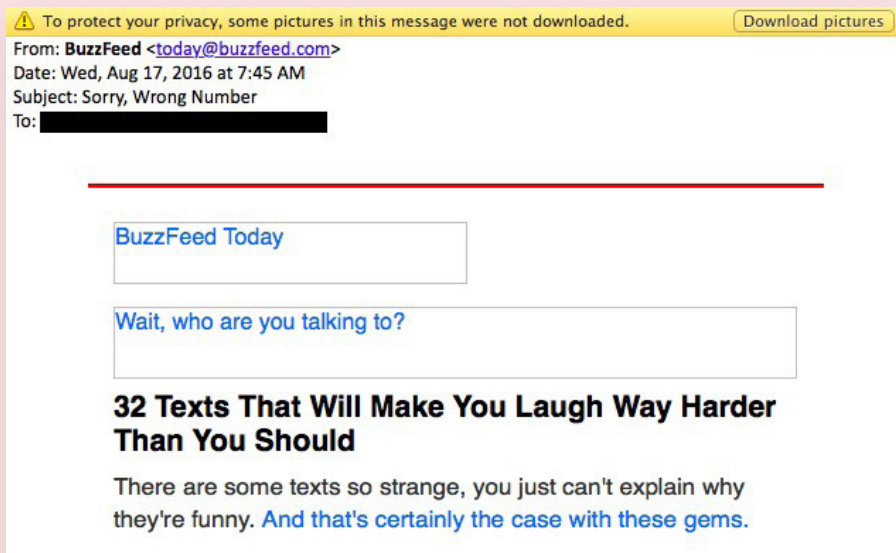 To protect your privacy, some pictures in this message were not downloaded. Download pictures
From: BuzzFeed <today@buzzfeed.com>
Date: Wed, Aug 17, 2016 at 7:45 AM
Subject: Sorry, Wrong Number
To:
BuzzFeed Today
Wait, who are you talking to?
32 Texts That Will Make You Laugh Way Harder
Than You Should
There are some texts so strange, you just can't explain why
they're funny. And that's certainly the case with these gems.